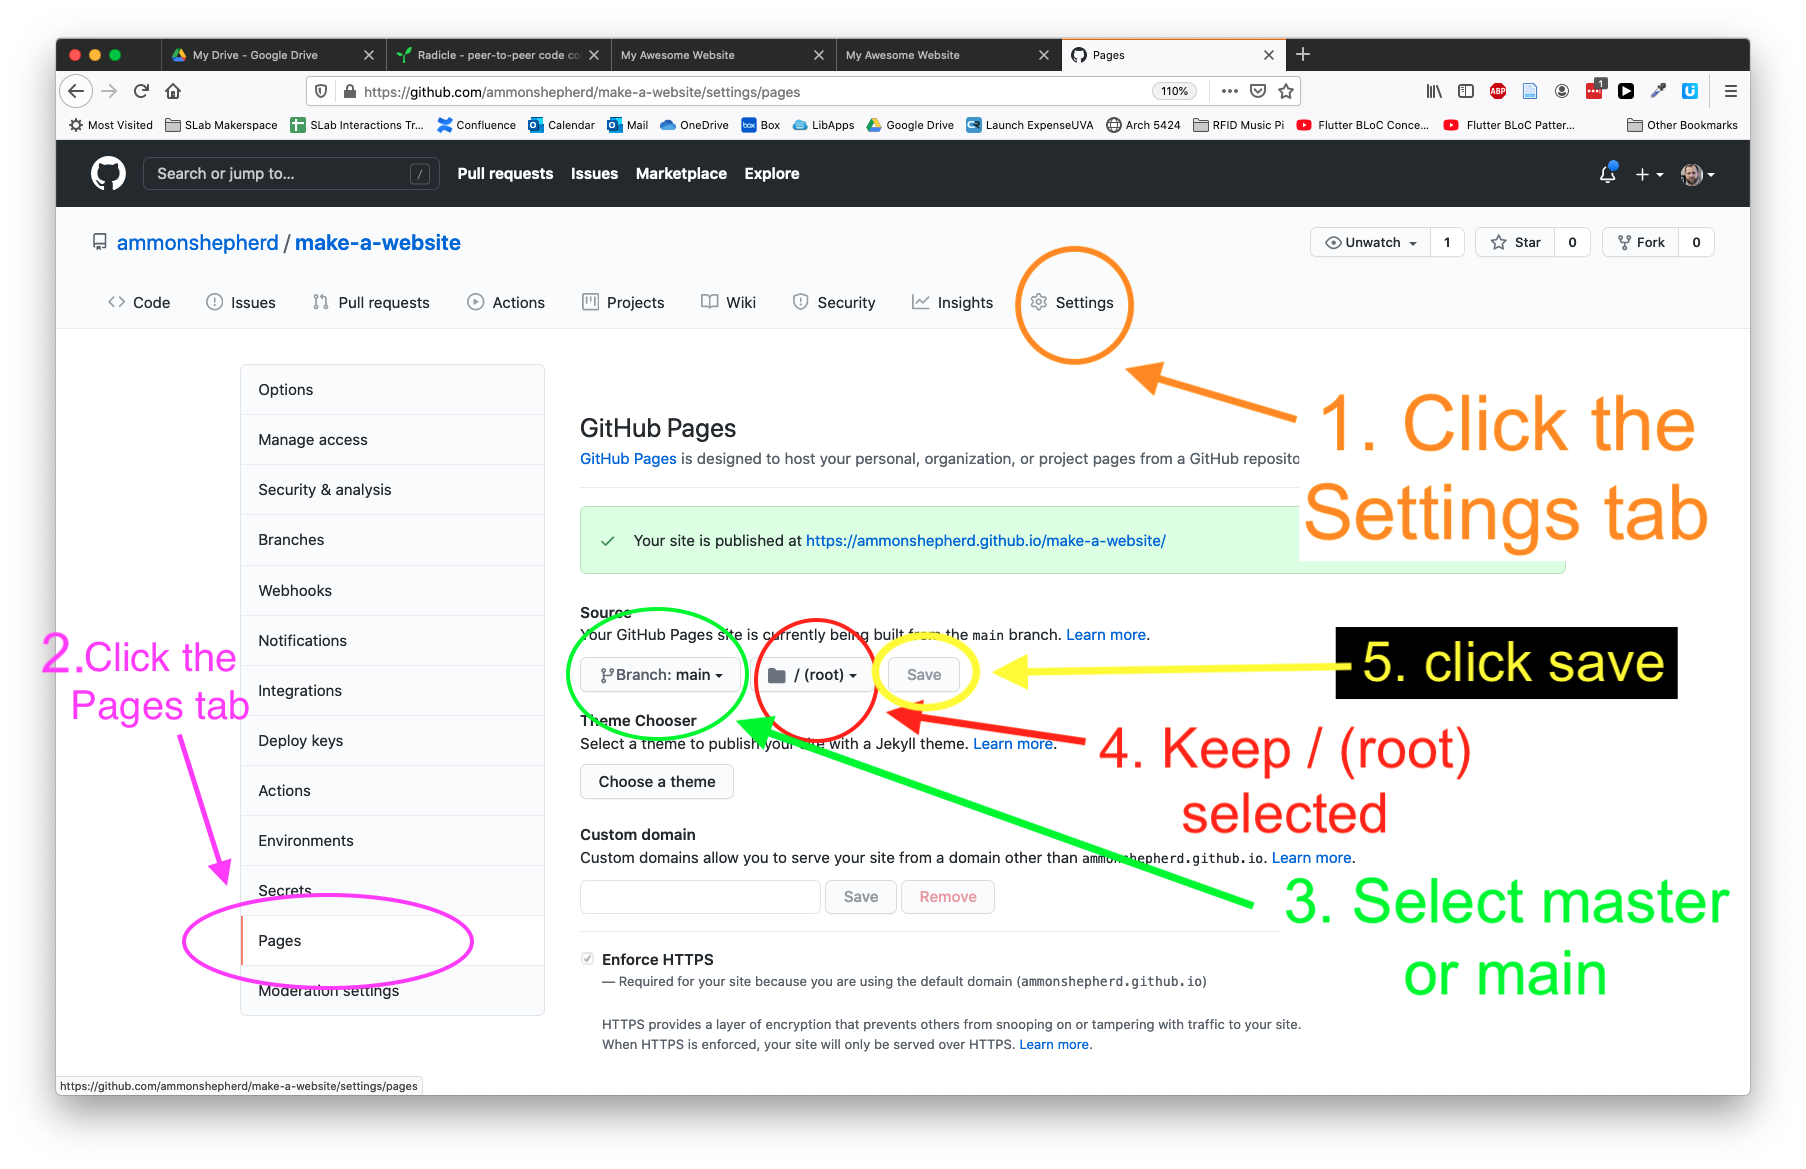 My Drive - Google Drive
Radicle - peer-to-peer code co
My Awesome Website
My Awesome Website
Pages
https://github.com/ammonshepherd/make-a-website/settings/pages
110%
ABP
1
Most Visited
SLab Makerspace
SLab Interactions Tr...
Confluence
Calendar
Mail
OneDrive
box Box
LibApps
Google Drive
Launch ExpenseUVA
Arch 5424
RFID Music Pi
Flutter BLoC Conce...
Flutter BLoC Patter...
Other Bookmarks
Search or jump to...
/
Pull requests
Issues
Marketplace
Explore
ammonshepherd / make-a-website
Unwatch 1
Star 0
Fork 0
Code
Issues
Pull requests
Actions
Projects
Wiki
Security
Insights
Settings
1. Click the
Settings tab
Options
Manage access
Security & analysis
Branches
Webhooks
Notifications
Integrations
Deploy keys
Actions
Environments
Secrets
Pages
Moderation settings
2.Click the
Pages tab
GitHub Pages
GitHub Pages is designed to host your personal, organization, or project pages from a GitHub reposito
Your site is published at https://ammonshepherd.github.io/make-a-website/
Source
Your GitHub Pages site is currently being built from the main branch. Learn more.
Branch: main
/ (root)
Save
5. click save
Theme Chooser
Select a theme to publish your site with a Jekyll theme. Learn more.
Choose a theme
4. Keep / (root)
selected
Custom domain
Custom domains allow you to serve your site from a domain other than ammonshepherd.github.io. Learn more.
Save
Remove
3. Select master
or main
Enforce HTTPS
— Required for your site because you are using the default domain (ammonshepherd.github.io)
HTTPS provides a layer of encryption that prevents others from snooping on or tampering with traffic to your site.
When HTTPS is enforced, your site will only be served over HTTPS. Learn more.
https://github.com/ammonshepherd/make-a-website/settings/pages